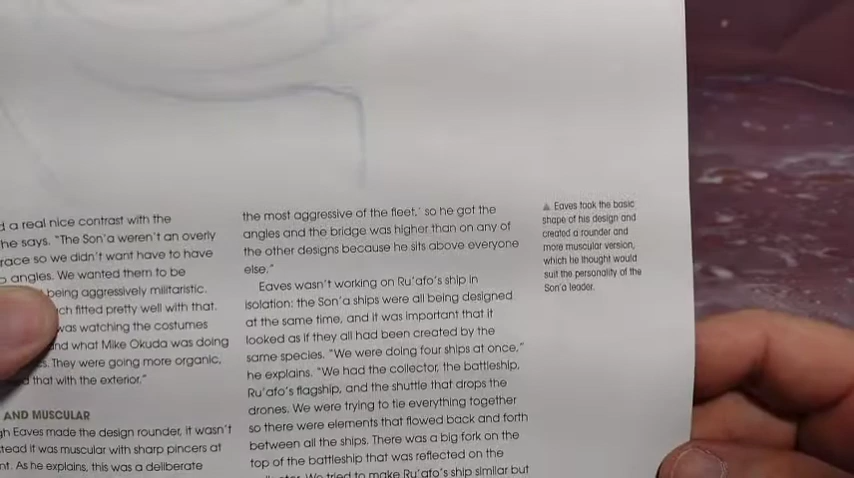 d a real nice contrast with the
he says. “The Son’a weren’t an overly
race so we didn’t want to have
angles. We wanted them to be
being aggressively militaristic.
ch fitted pretty well with that.
was watching the costumes
nd what Mike Okuda was doing
They were going more organic,
that with the exterior.”
AND MUSCULAR
gh Eaves made the design rounder, it wasn’t
tead it was muscular with sharp pincers at
nt. As he explains, this was a deliberate
the most aggressive of the fleet,’ so he got the
angles and the bridge was higher than on any of
the other designs because he sits above everyone
else.”
Eaves wasn’t working on Ru’afo’s ship in
isolation: the Son’a ships were all being designed
at the same time, and it was important that it
looked as if they all had been created by the
same species. “We were doing four ships at once,”
he explains. “We had the collector, the battleship,
Ru’afo’s flagship, and the shuttle that drops the
drones. We were trying to tie everything together
so there were elements that flowed back and forth
between all the ships. There was a big fork on the
top of the battleship that was reflected on the
We tried to make Ru’afo’s ship similar but
▲ Eaves took the basic
shape of his design and
created a rounder and
more muscular version,
which he thought would
suit the personality of the
Son’a leader.